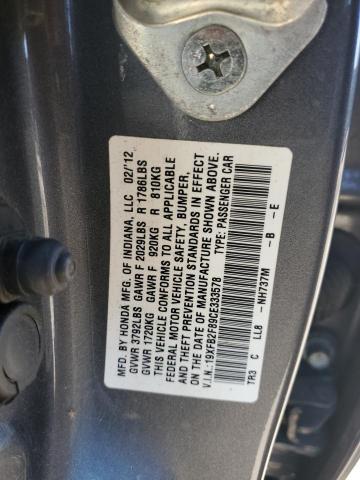 MFD. BY HONDA MFG. OF INDIANA, LLC 02/'12
GVWR 3792LBS GAWR F 2029LBS R 1786LBS
GVWR 1720KG GAWR F 920KG R 810KG
THIS VEHICLE CONFORMS TO ALL APPLICABLE
FEDERAL MOTOR VEHICLE SAFETY, BUMPER,
AND THEFT PREVENTION STANDARDS IN EFFECT
ON THE DATE OF MANUFACTURE SHOWN ABOVE.
V.I.N.:19XFB2F89CE333578 TYPE: PASSENGER CAR
TR3 C LL8 -NH737M -B -E